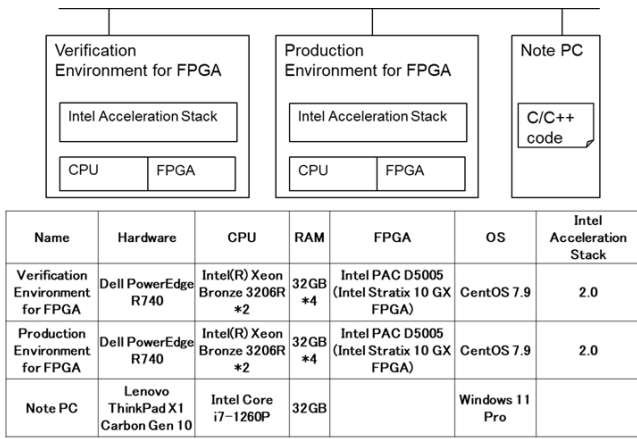 Verification
Environment for FPGA
Intel Acceleration Stack
CPU
FPGA
Production
Environment for FPGA
Intel Acceleration Stack
CPU
FPGA
Note PC
C/C++
code
Name
Hardware
CPU
RAM
FPGA
OS
Intel
Acceleration
Stack
Verification
Environment
for FPGA
Dell PowerEdge
R740
Intel(R) Xeon
Bronze 3206R
*2
32GB
*4
Intel PAC D5005
(Intel Stratix 10 GX
FPGA)
CentOS 7.9
2.0
Production
Environment
for FPGA
Dell PowerEdge
R740
Intel(R) Xeon
Bronze 3206R
*2
32GB
*4
Intel PAC D5005
(Intel Stratix 10 GX
FPGA)
CentOS 7.9
2.0
Note PC
Lenovo
ThinkPad X1
Carbon Gen 10
Intel Core
i7-1260P
32GB
Windows 11
Pro